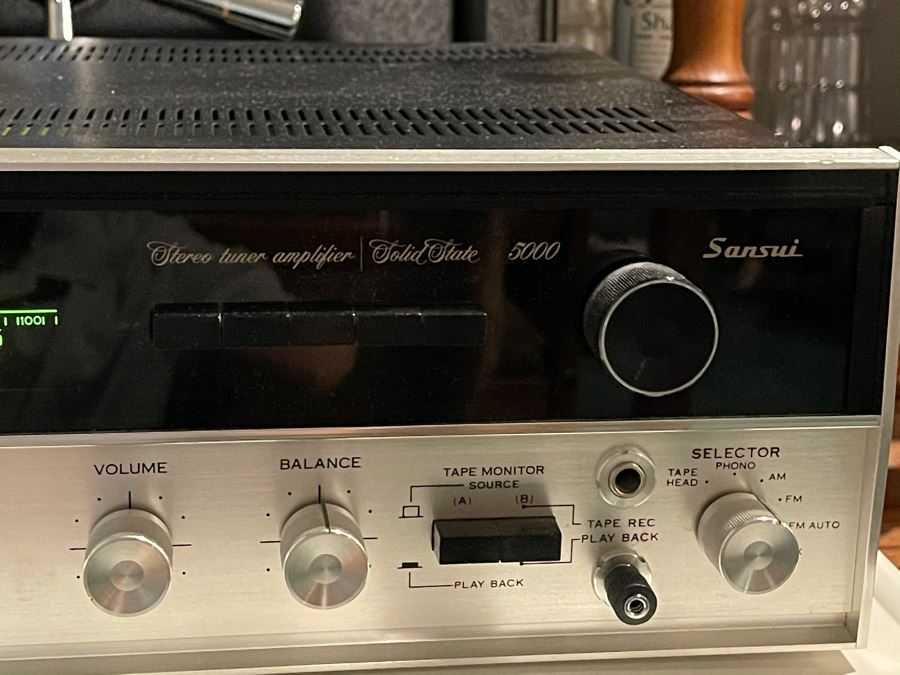 Stereo tuner amplifier | Solid State 5000
Sansui
100
VOLUME
BALANCE
TAPE MONITOR
SOURCE
(A) (B)
TAPE REC
PLAY BACK
PLAY BACK
SELECTOR
PHONO
TAPE
HEAD
AM
FM
FM AUTO